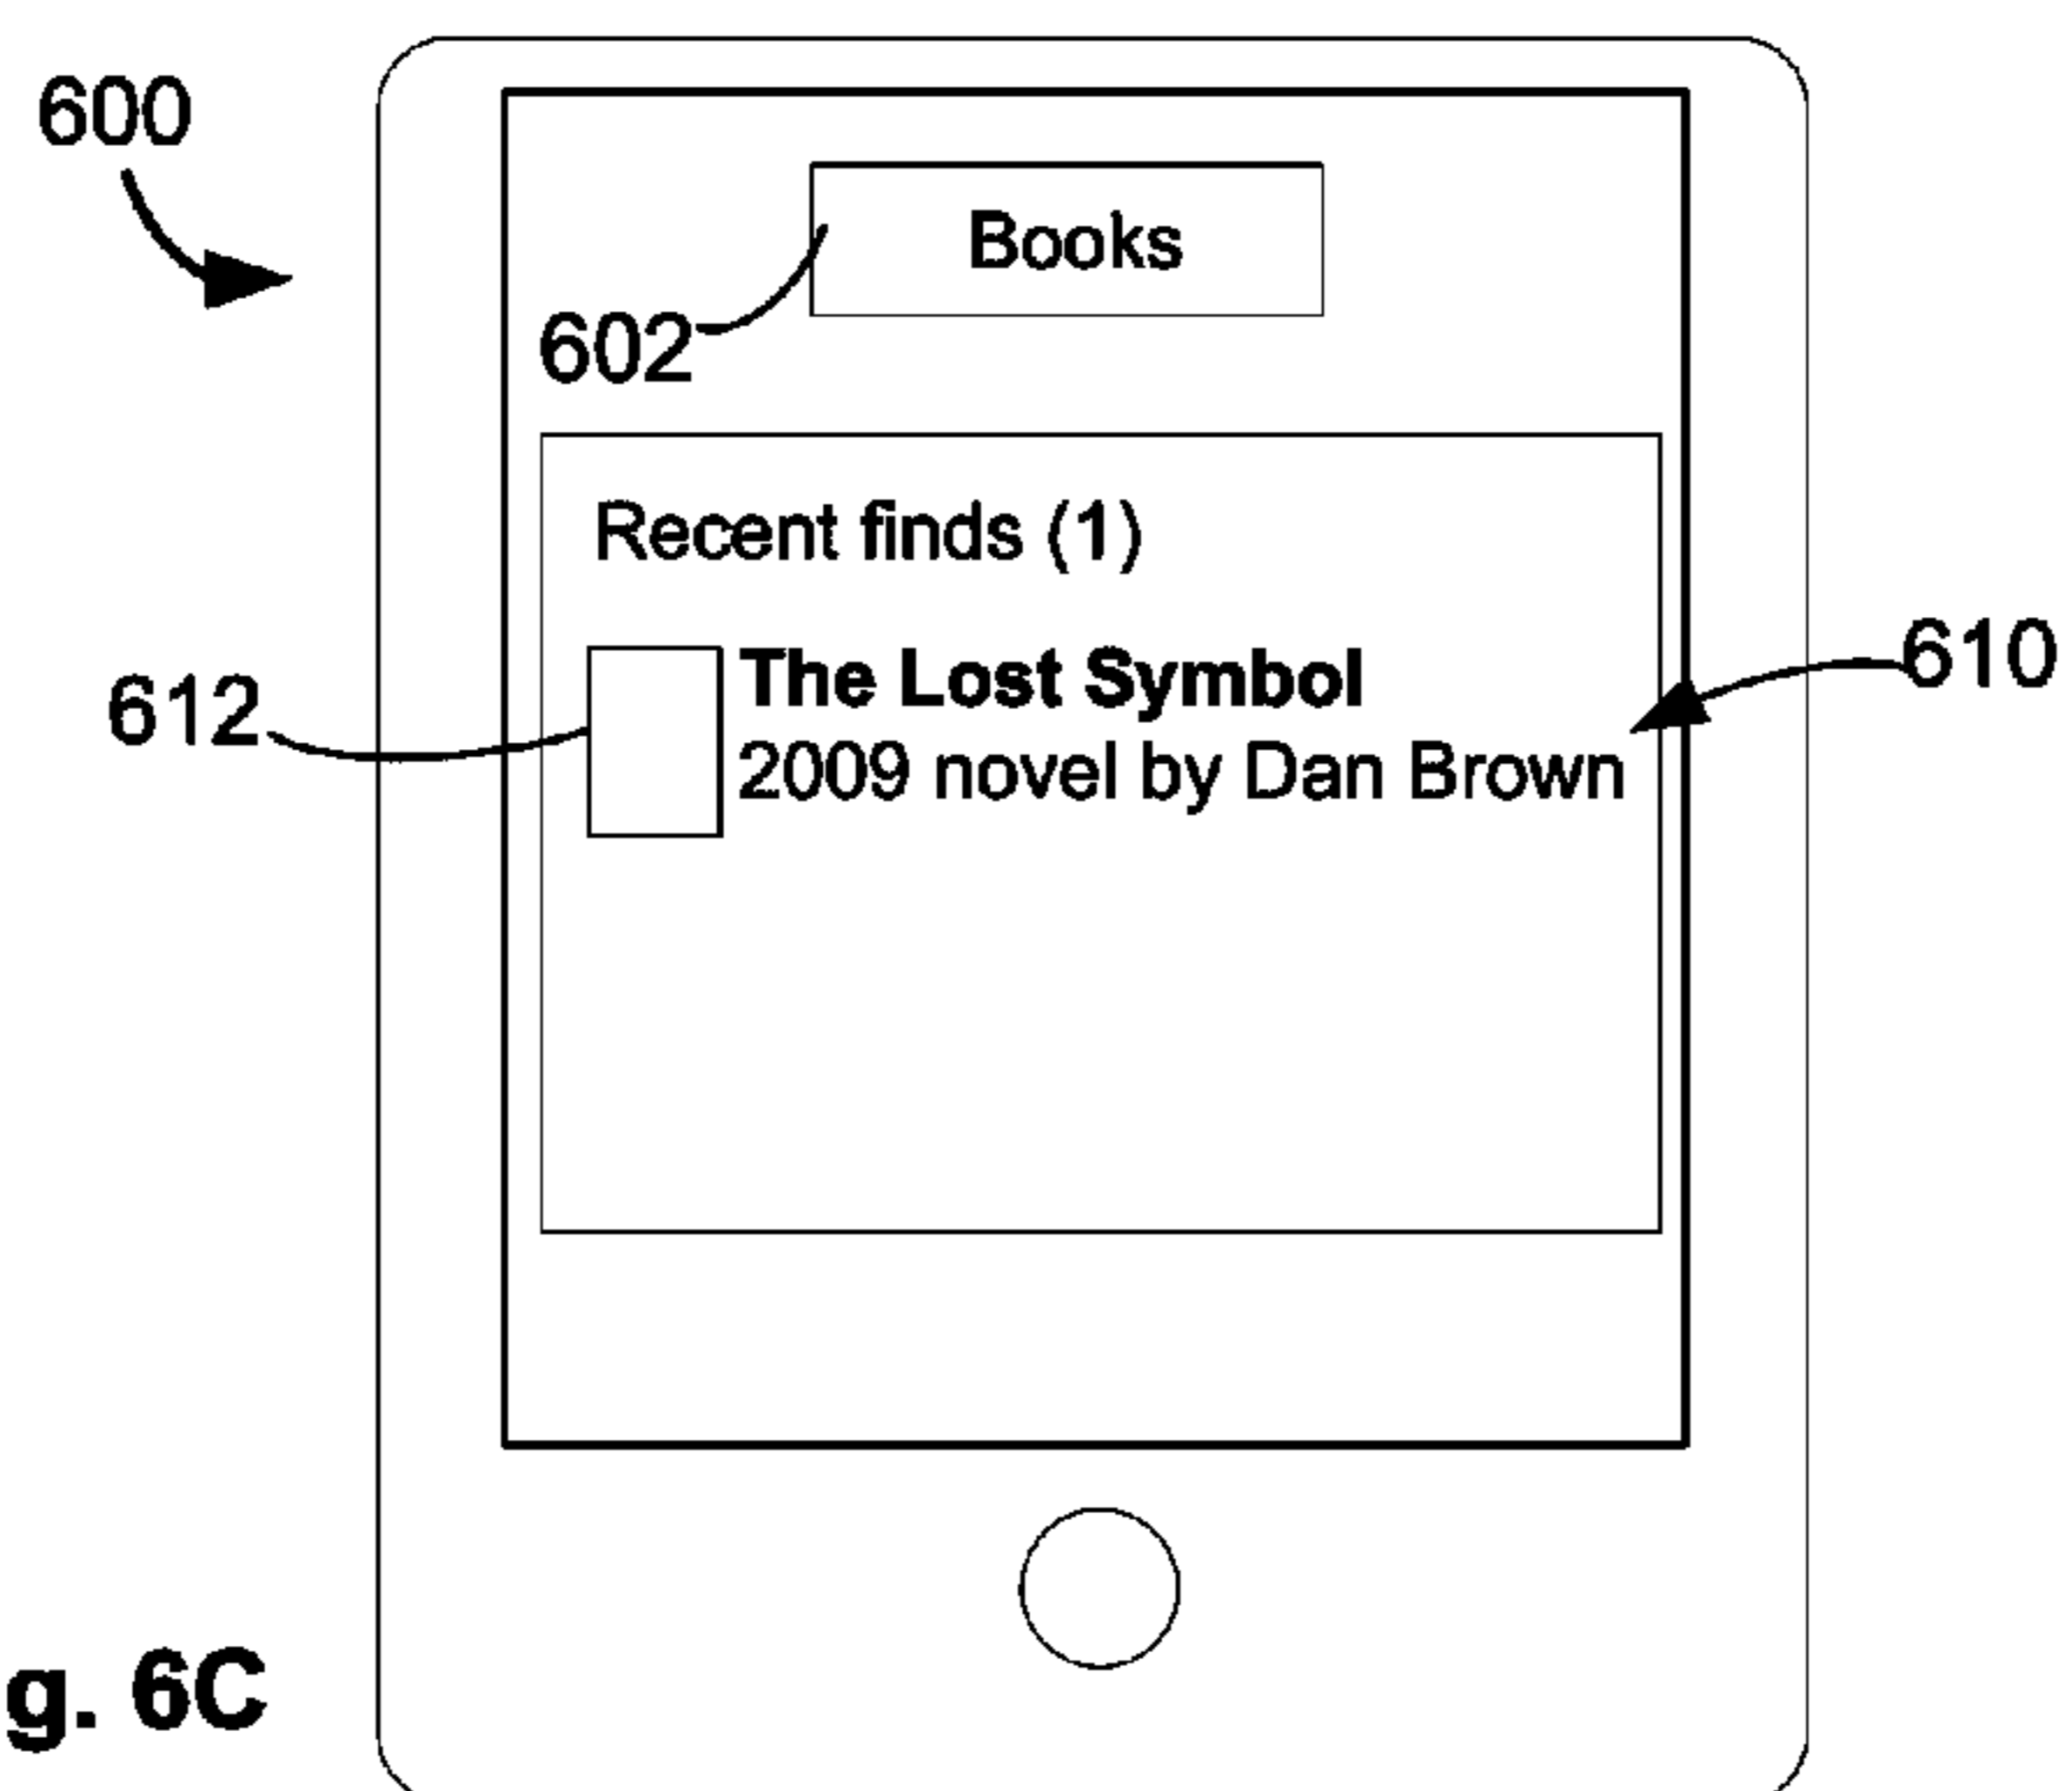 600
Books
602
Recent finds (1)
The Lost Symbol
610
612
2009 novel by Dan Brown
g. 6C